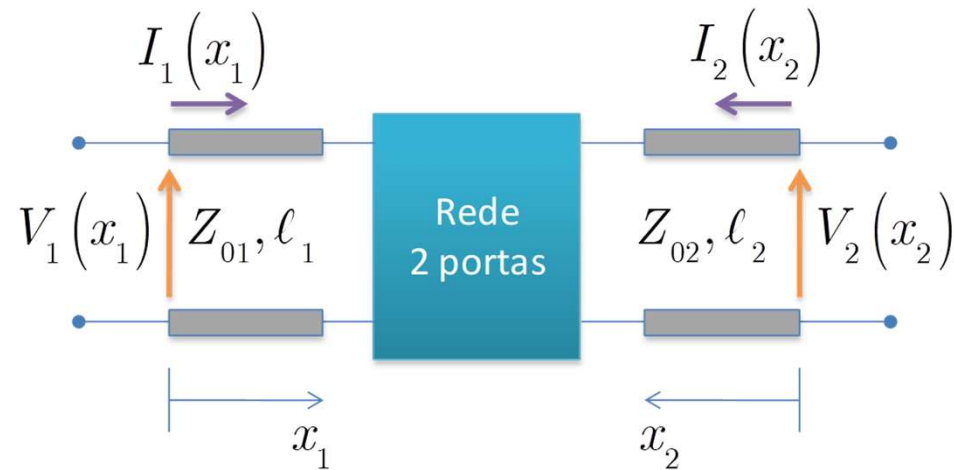 I₁(x₁)
I₂(x₂)
V₁(x₁)
Z₀₁, ℓ₁
Rede
2 portas
Z₀₂, ℓ₂
V₂(x₂)
x₁
x₂